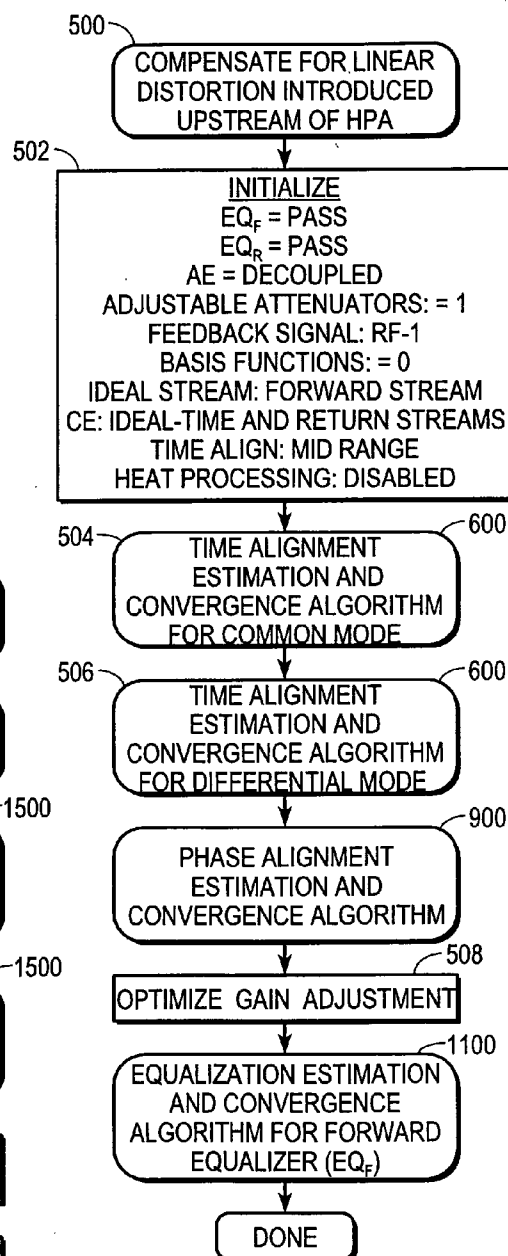 500
COMPENSATE FOR LINEAR
DISTORTION INTRODUCED
UPSTREAM OF HPA
502
INITIALIZE
EQF = PASS
EQR = PASS
AE = DECOUPLED
ADJUSTABLE ATTENUATORS: = 1
FEEDBACK SIGNAL: RF-1
BASIS FUNCTIONS: = 0
IDEAL STREAM: FORWARD STREAM
CE: IDEAL-TIME AND RETURN STREAMS
TIME ALIGN: MID RANGE
HEAT PROCESSING: DISABLED
504
600
TIME ALIGNMENT
ESTIMATION AND
CONVERGENCE ALGORITHM
FOR COMMON MODE
506
600
TIME ALIGNMENT
ESTIMATION AND
CONVERGENCE ALGORITHM
FOR DIFFERENTIAL MODE
1500
900
PHASE ALIGNMENT
ESTIMATION AND
CONVERGENCE ALGORITHM
1500
508
OPTIMIZE GAIN ADJUSTMENT
1100
EQUALIZATION ESTIMATION
AND CONVERGENCE
ALGORITHM FOR FORWARD
EQUALIZER (EQF)
DONE